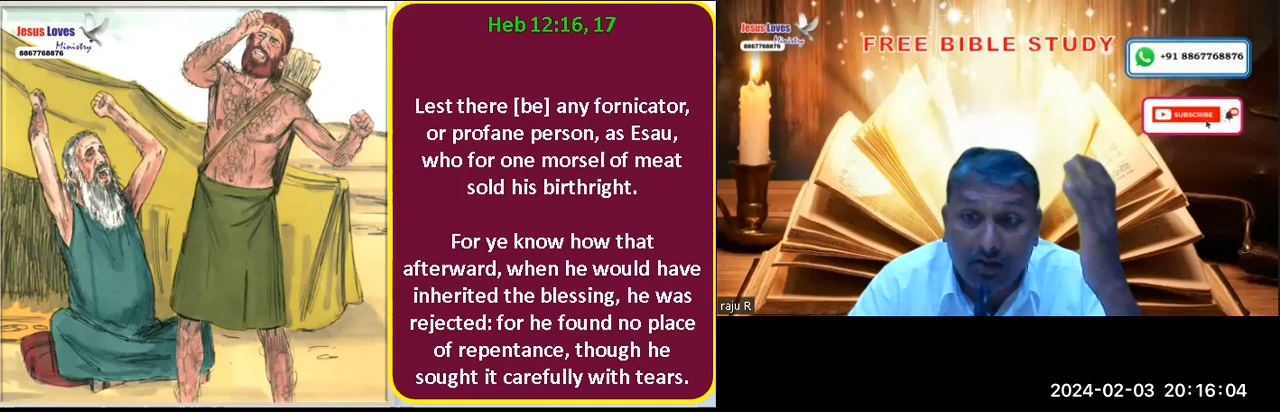 Jesus Loves
Ministry
8867768876
Heb 12:16, 17
Lest there [be] any fornicator,
or profane person, as Esau,
who for one morsel of meat
sold his birthright.
For ye know how that
afterward, when he would have
inherited the blessing, he was
rejected: for he found no place
of repentance, though he
sought it carefully with tears.
Jesus Loves
Ministry
8867768876
FREE BIBLE STUDY
+91 8867768876
SUBSCRIBE
raju R
2024-02-03 20:16:04